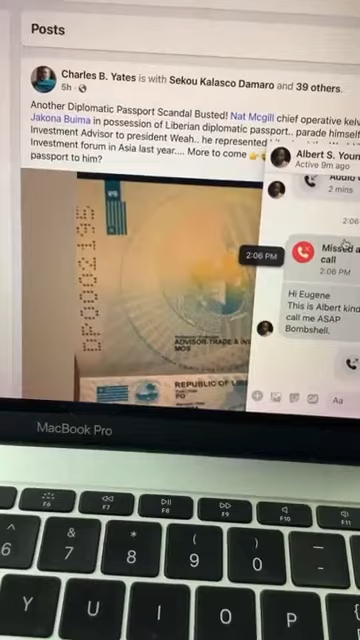 Posts
Charles B. Yates is with Sekou Kalasco Damaro and 39 others.
5h
Another Diplomatic Passport Scandal Busted! Nat Mcgill chief operative
Jakona Buima in possession of Liberian diplomatic passport.. parade himself
Investment Advisor to president Weah.. he represented
Investment forum in Asia last year.... More to come
passport to him?
DP0002195
ADVISOR-TRADE &
MOS
REPUBLIC OF
PO
Albert S.
Active 9m ago
Audio
2 mins
2:06
Missed
call
2:06 PM
2:06 PM
Hi Eugene
This is Albert kind
call me ASAP
Bombshell.
Aa
MacBook Pro
F6
F7
F8
F9
F10
F11
^
6
&
7
*
8
(
9
)
0
—
-
{
Y
U
I
O
P